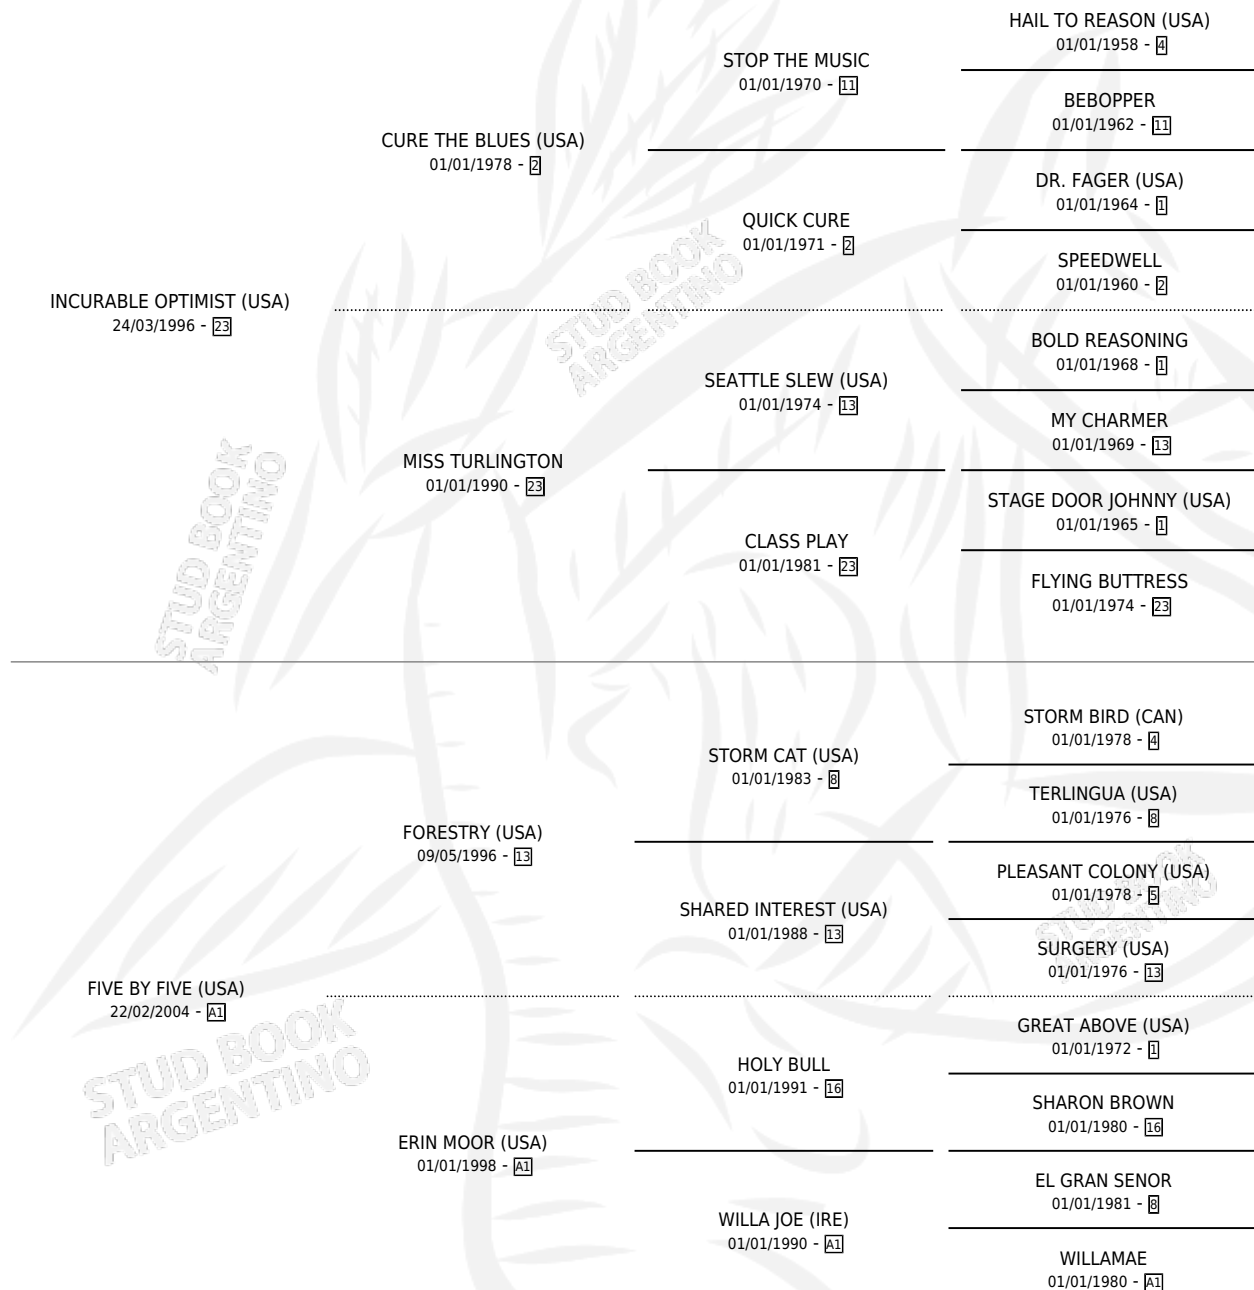 HAIL TO REASON (USA)
01/01/1958 - 4
STOP THE MUSIC
01/01/1970 - 11
BEBOPPER
01/01/1962 - 11
CURE THE BLUES (USA)
01/01/1978 - 2
DR. FAGER (USA)
01/01/1964 - 1
QUICK CURE
01/01/1971 - 2
SPEEDWELL
01/01/1960 - 2
INCURABLE OPTIMIST (USA)
24/03/1996 - 23
BOLD REASONING
01/01/1968 - 1
SEATTLE SLEW (USA)
01/01/1974 - 13
MY CHARMER
01/01/1969 - 13
MISS TURLINGTON
01/01/1990 - 23
STAGE DOOR JOHNNY (USA)
01/01/1965 - 1
CLASS PLAY
01/01/1981 - 23
FLYING BUTTRESS
01/01/1974 - 23
STORM BIRD (CAN)
01/01/1978 - 4
STORM CAT (USA)
01/01/1983 - 8
TERLINGUA (USA)
01/01/1976 - 8
FORESTRY (USA)
09/05/1996 - 13
PLEASANT COLONY (USA)
01/01/1978 - 5
SHARED INTEREST (USA)
01/01/1988 - 13
SURGERY (USA)
01/01/1976 - 13
FIVE BY FIVE (USA)
22/02/2004 - A1
GREAT ABOVE (USA)
01/01/1972 - 1
HOLY BULL
01/01/1991 - 16
SHARON BROWN
01/01/1980 - 16
ERIN MOOR (USA)
01/01/1998 - A1
EL GRAN SENOR
01/01/1981 - 8
WILLA JOE (IRE)
01/01/1990 - A1
WILLAMAE
01/01/1980 - A1
STUD BOOK
ARGENTINO
STUD BOOK
ARGENTINO
STUD BOOK
ARGENTINO
STUD BOOK
ARGENTINO